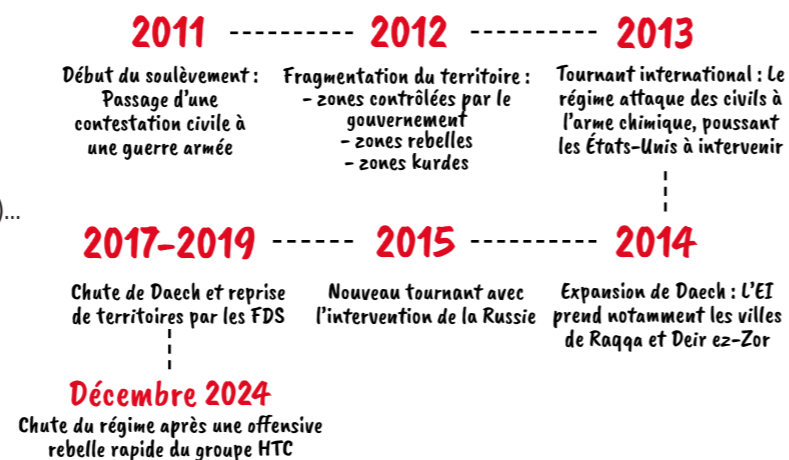 2011
Début du soulèvement :
Passage d'une
contestation civile à
une guerre armée
2012
Fragmentation du territoire :
- zones contrôlées par le
gouvernement
- zones rebelles
- zones kurdes
2013
Tournant international : Le
régime attaque des civils à
l'arme chimique, poussant
les États-Unis à intervenir
)...
2014
Expansion de Daech : L'EI
prend notamment les villes
de Raqqa et Deir ez-Zor
2015
Nouveau tournant avec
l'intervention de la Russie
2017-2019
Chute de Daech et reprise
de territoires par les FDS
Décembre 2024
Chute du régime après une offensive
rebelle rapide du groupe HTC